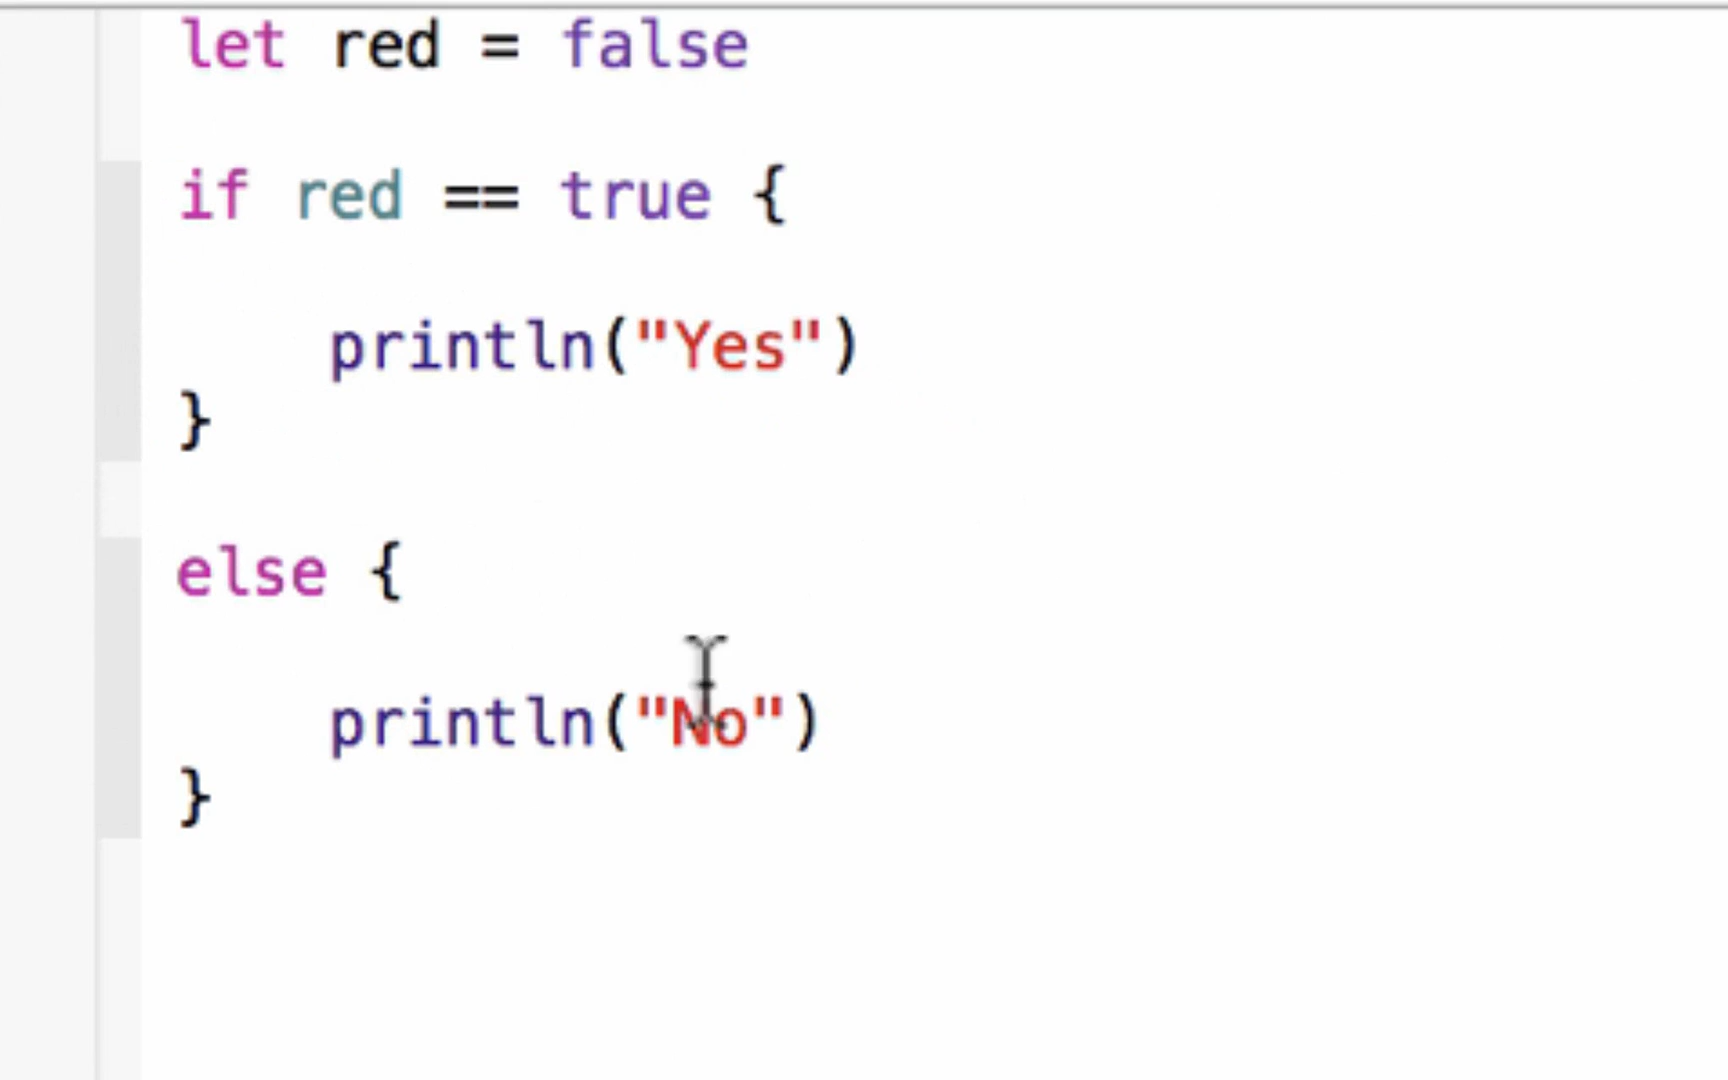 let red = false
if red == true {
println("Yes")
}
else {
println("No")
}